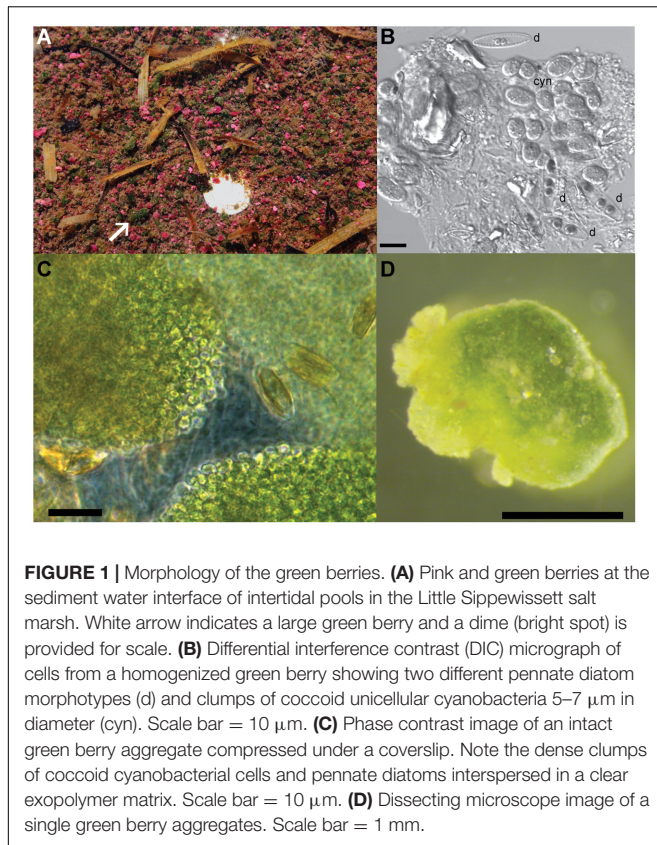 A
B
d
cyn
d
d
d
C
D
FIGURE 1 | Morphology of the green berries. (A) Pink and green berries at the
sediment water interface of intertidal pools in the Little Sippewissett salt
marsh. White arrow indicates a large green berry and a dime (bright spot) is
provided for scale. (B) Differential interference contrast (DIC) micrograph of
cells from a homogenized green berry showing two different pennate diatom
morphotypes (d) and clumps of coccoid unicellular cyanobacteria 5–7 μm in
diameter (cyn). Scale bar = 10 μm. (C) Phase contrast image of an intact
green berry aggregate compressed under a coverslip. Note the dense clumps
of coccoid cyanobacterial cells and pennate diatoms interspersed in a clear
exopolymer matrix. Scale bar = 10 μm. (D) Dissecting microscope image of a
single green berry aggregates. Scale bar = 1 mm.